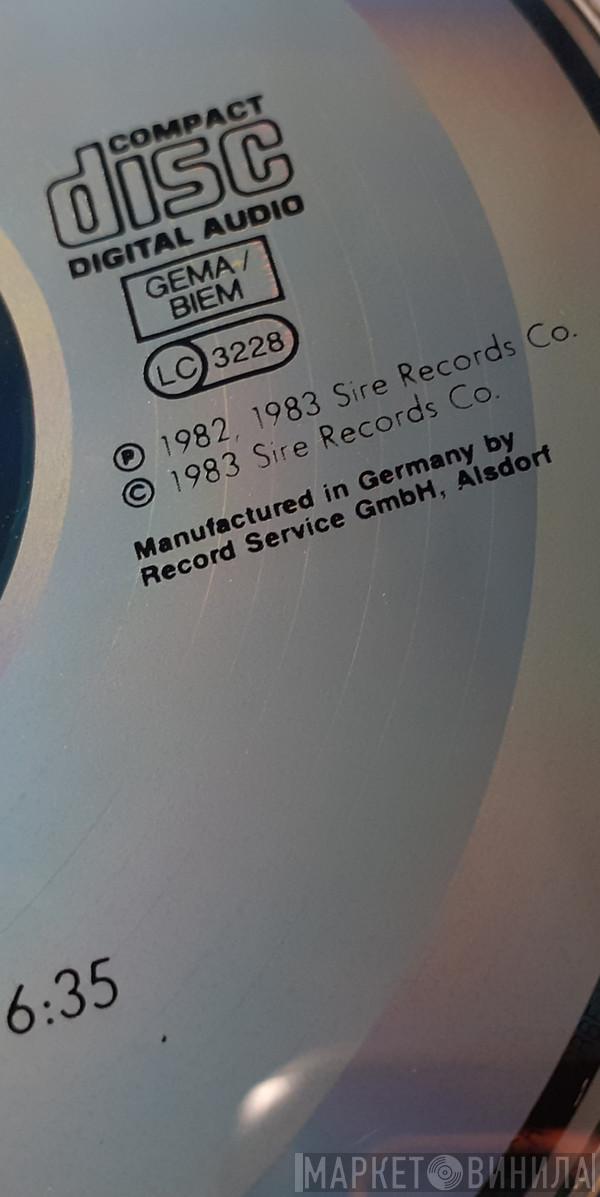 COMPACT
disc
DIGITAL AUDIO
GEMA/
BIEM
LC 3228
Ⓟ 1982, 1983 Sire Records Co.
© 1983 Sire Records Co.
Manufactured in Germany by
Record Service GmbH, Alsdorf
6:35
МАРКЕТ ВИНИЛА